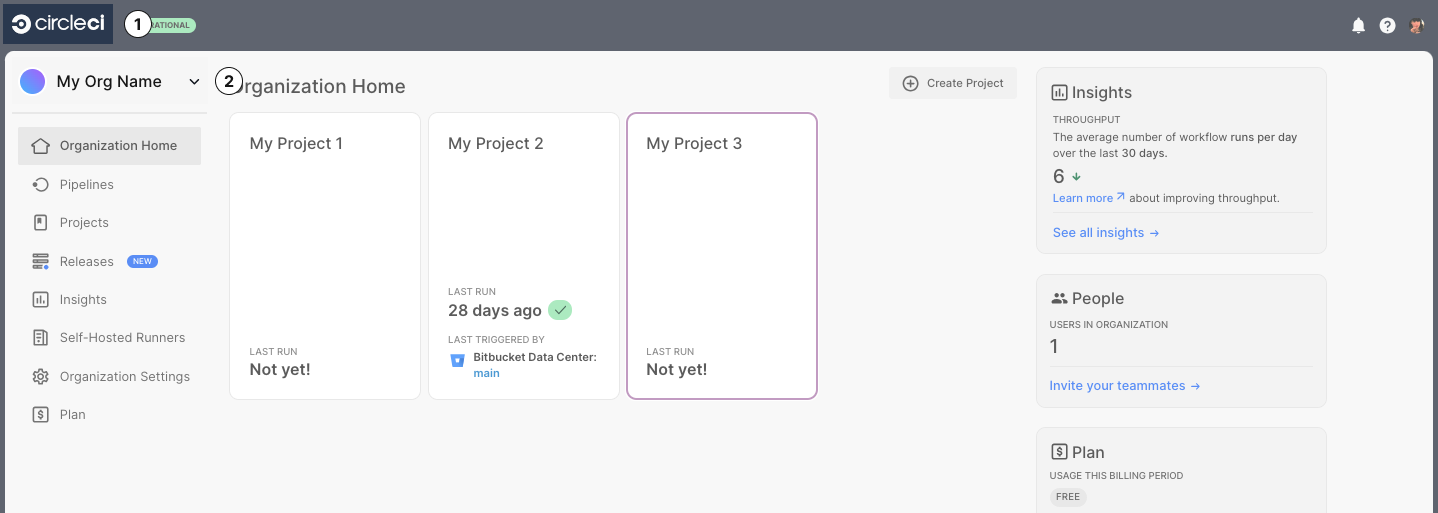 circleci
1
RATIONAL
My Org Name
2
rganization Home
Create Project
Organization Home
Pipelines
Projects
Releases NEW
Insights
Self-Hosted Runners
Organization Settings
Plan
My Project 1
LAST RUN
Not yet!
My Project 2
LAST RUN
28 days ago
LAST TRIGGERED BY
Bitbucket Data Center:
main
My Project 3
LAST RUN
Not yet!
Insights
THROUGHPUT
The average number of workflow runs per day
over the last 30 days.
6
Learn more about improving throughput.
See all insights →
People
USERS IN ORGANIZATION
1
Invite your teammates →
Plan
USAGE THIS BILLING PERIOD
FREE